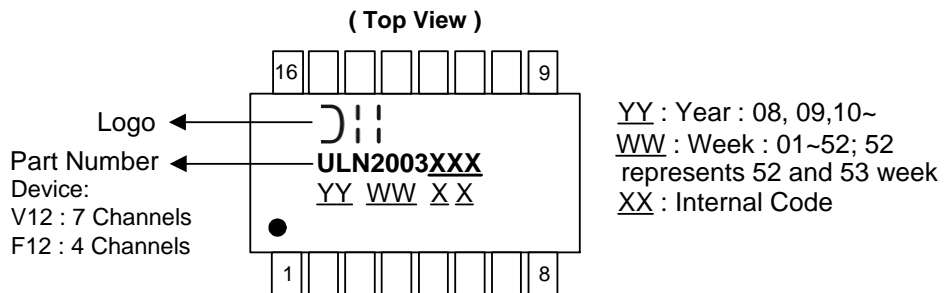 ( Top View )
16
9
Logo
Part Number
Device:
V12 : 7 Channels
F12 : 4 Channels
ULN2003XXX
YY WW X X
1
8
YY : Year : 08, 09,10~
WW : Week : 01~52; 52
represents 52 and 53 week
XX : Internal Code